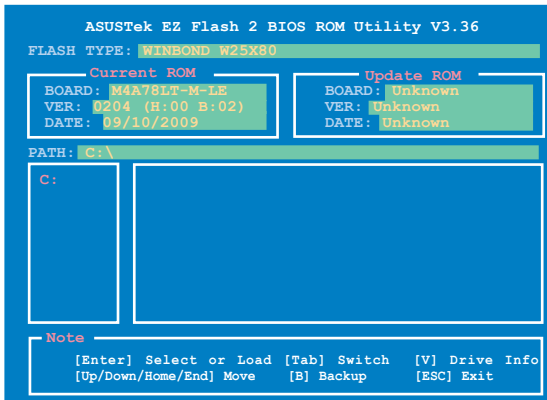 ASUSTek EZ Flash 2 BIOS ROM Utility V3.36
FLASH TYPE: WINBOND W25X80
Current ROM
BOARD: M4A78LT-M-LE
VER: 0204 (H:00 B:02)
DATE: 09/10/2009
Update ROM
BOARD: Unknown
VER: Unknown
DATE: Unknown
PATH: C:\
C:
Note
[Enter] Select or Load [Tab] Switch [V] Drive Info
[Up/Down/Home/End] Move [B] Backup [ESC] Exit